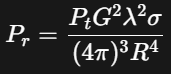 P_r = \frac{P_t G^2 \lambda^2 \sigma}{(4\pi)^3 R^4}